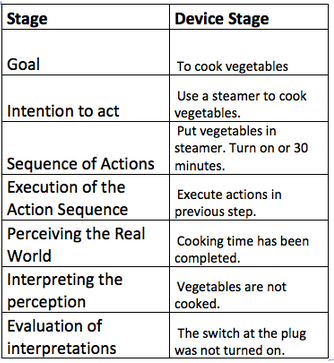 Stage Device Stage
Goal To cook vegetables
Intention to act Use a steamer to cook
vegetables.
Sequence of Actions Put vegetables in
steamer. Turn on or 30
minutes.
Execution of the Execute actions in
Action Sequence previous step.
Perceiving the Real Cooking time has been
World completed.
Interpreting the Vegetables are not
perception cooked.
Evaluation of The switch at the plug
interpretations was not turned on.